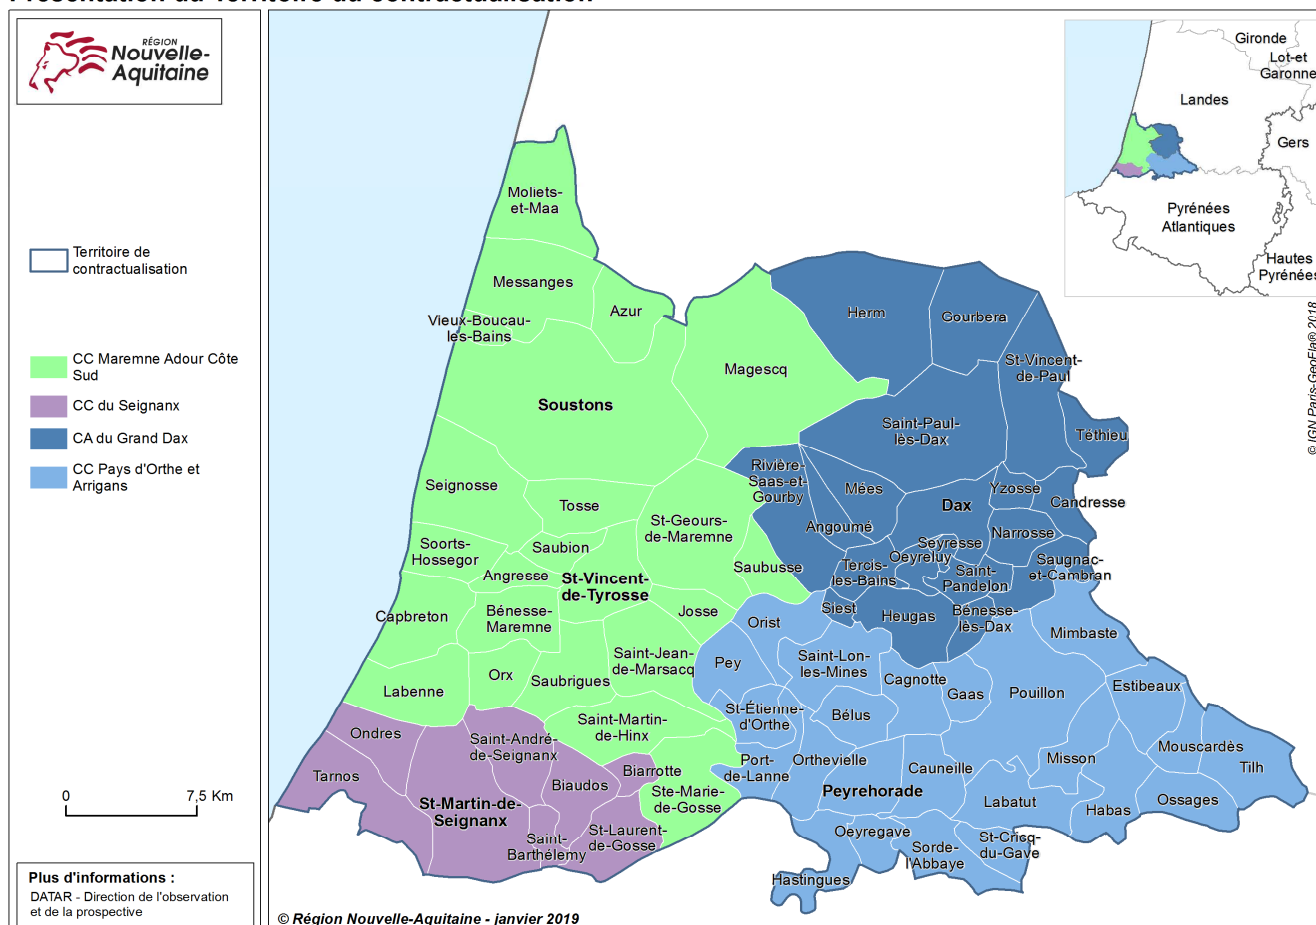 Présentation du Territoire du contractualisation
RÉGION
Nouvelle-
Aquitaine
Territoire de
contractualisation
CC Maremne Adour Côte
Sud
CC du Seignanx
CA du Grand Dax
CC Pays d'Orthe et
Arrigans
0
7,5 Km
Plus d'informations :
DATAR - Direction de l'observation
et de la prospective
Gironde
Lot-et
Garonne
Landes
Gers
Pyrénées
Atlantiques
Hautes
Pyrénées
© IGN Paris-GeoFla® 2018
Moliets-
et-Maa
Messanges
Azur
Vieux-Boucau-
les-Bains
Magescq
Soustons
Herm
Gourbera
St-Vincent-
de-Paul
Saint-Paul-
lès-Dax
Téthieu
Seignosse
Tosse
St-Geours-
de-Maremne
Rivière-
Saas-et-
Gourby
Mées
Angoumé
Dax
Yzosse
Candresse
Narrosse
Soorts-
Hossegor
Saubion
Angresse
St-Vincent-
de-Tyrosse
Saubusse
Tercis-
les-Bains
Seyresse
Oeyreluy
Saint-
Pandelon
Saugnac-
et-Cambran
Capbreton
Bénesse-
Maremne
Josse
Orist
Siest
Heugas
Bénesse-
lès-Dax
Mimbaste
Labenne
Orx
Saubrigues
Saint-Jean-
de-Marsacq
Pey
Saint-Lon-
les-Mines
Cagnotte
Gaas
Pouillon
Estibeaux
Saint-Martin-
de-Hinx
St-Étienne-
d'Orthe
Bélus
Ondres
Saint-André-
de-Seignanx
Mouscardès
Tilh
Tarnos
Biaudos
Biarrotte
Port-
de-Lanne
Orthevielle
Cauneille
Misson
St-Martin-de-
Seignanx
Ste-Marie-
de-Gosse
Peyrehorade
Labatut
Habas
Ossages
Saint-
Barthélemy
St-Laurent-
de-Gosse
Oeyregave
Sorde-
l'Abbaye
St-Cricq-
du-Gave
Hastingues
© Région Nouvelle-Aquitaine - janvier 2019